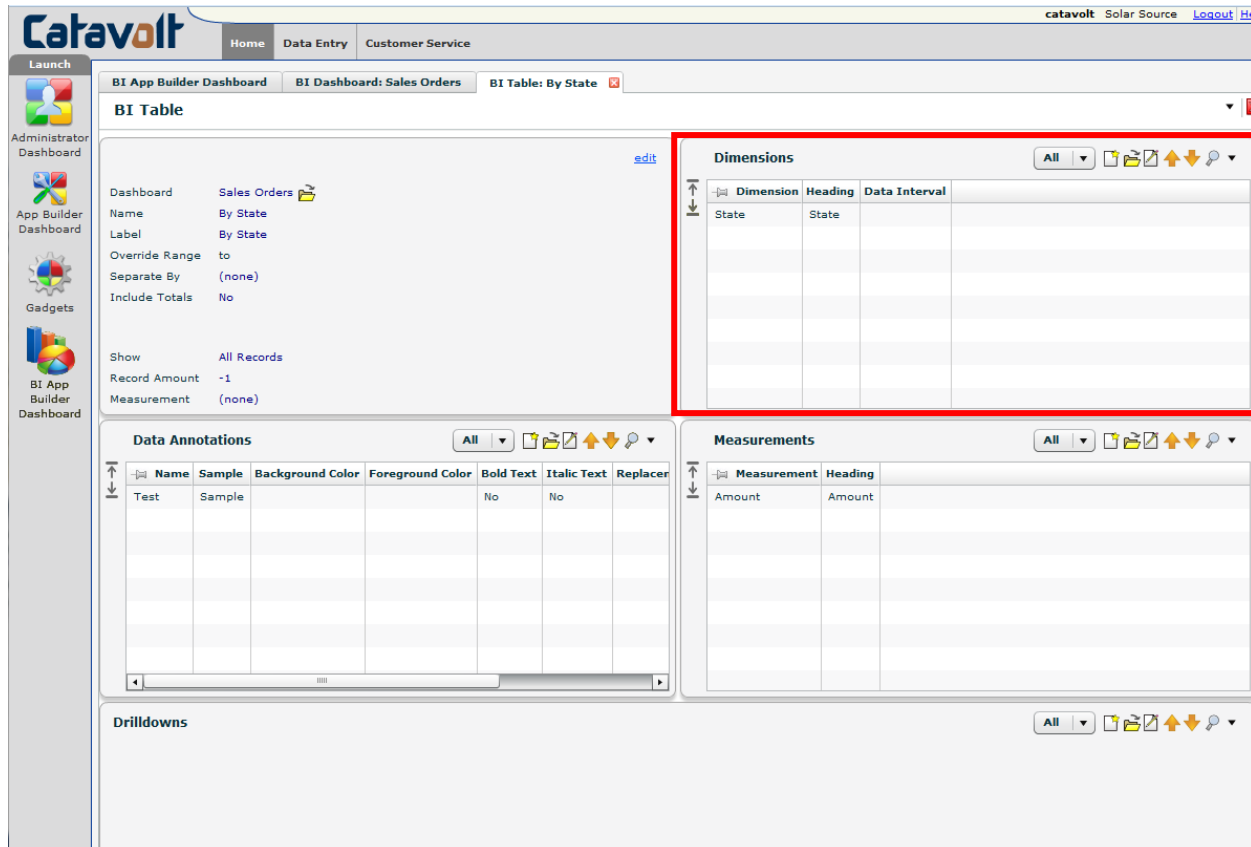 catavolt Solar Source Logout
Catavolt
Home Data Entry Customer Service
Launch
Administrator
Dashboard
App Builder
Dashboard
Gadgets
BI App
Builder
Dashboard
BI App Builder Dashboard BI Dashboard: Sales Orders BI Table: By State
BI Table
edit
Dashboard Sales Orders
Name By State
Label By State
Override Range to
Separate By (none)
Include Totals No
Show All Records
Record Amount -1
Measurement (none)
Dimensions All
Dimension Heading Data Interval
State State
Data Annotations All
Name Sample Background Color Foreground Color Bold Text Italic Text Replacer
Test Sample No No
Measurements All
Measurement Heading
Amount Amount
Drilldowns All